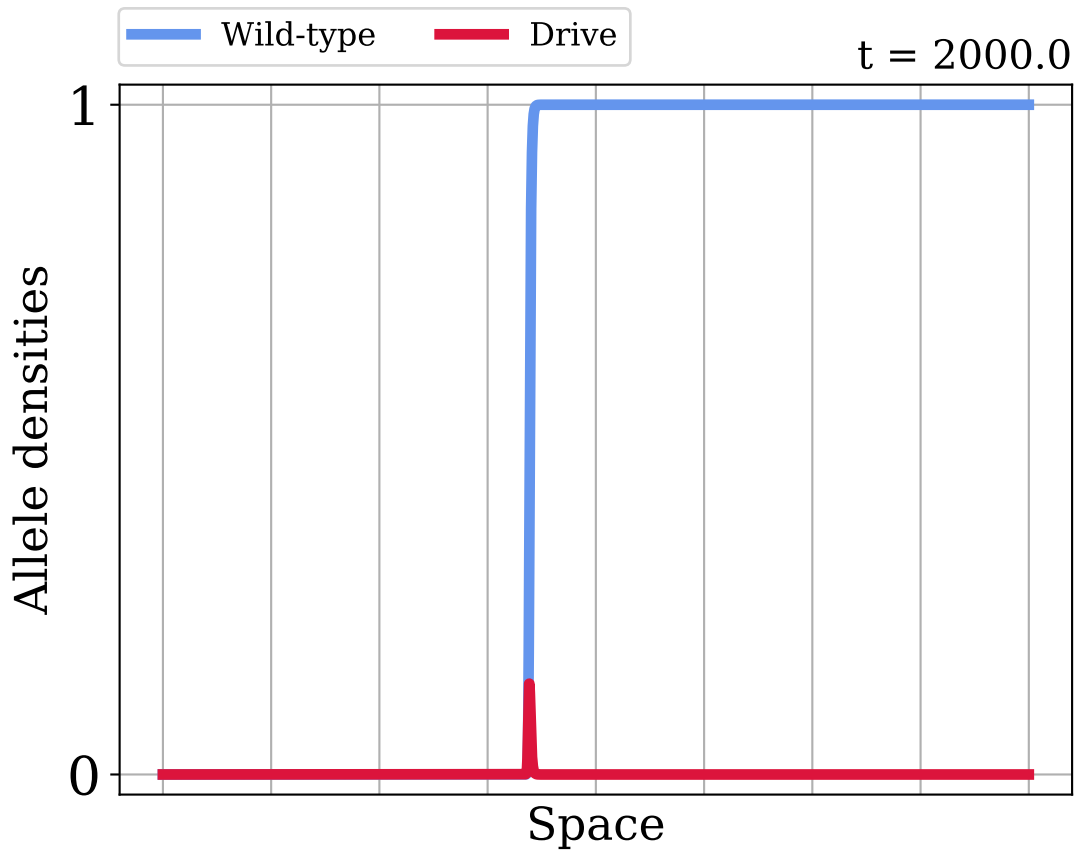 Wild-type
Drive
t = 2000.0
1
Allele densities
0
Space